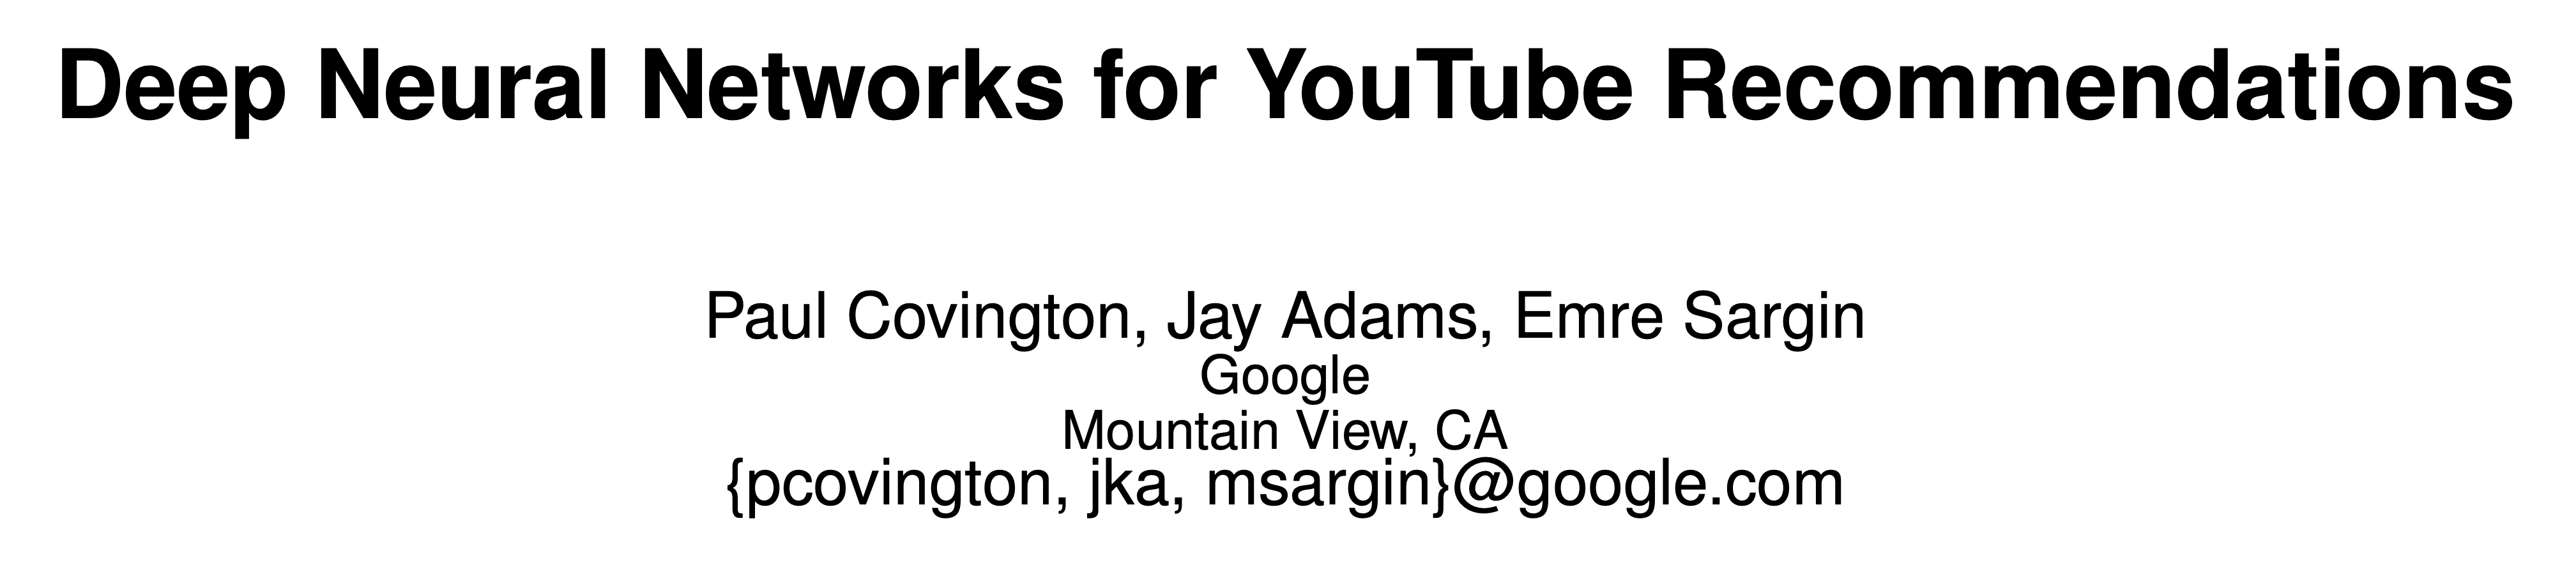 Deep Neural Networks for YouTube Recommendations
Paul Covington, Jay Adams, Emre Sargin
Google
Mountain View, CA
{pcovington, jka, msargin}@google.com